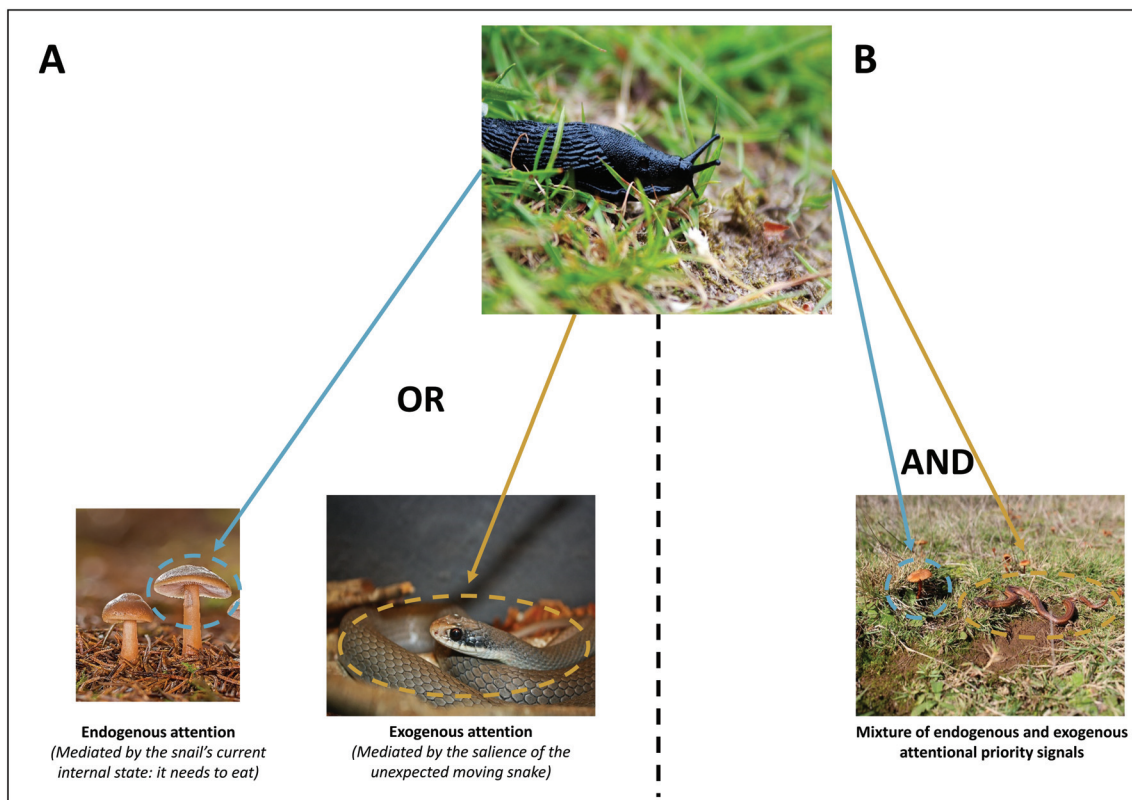 A
B
OR
AND
Endogenous attention
(Mediated by the snail's current
internal state: it needs to eat)
Exogenous attention
(Mediated by the salience of the
unexpected moving snake)
Mixture of endogenous and exogenous
attentional priority signals